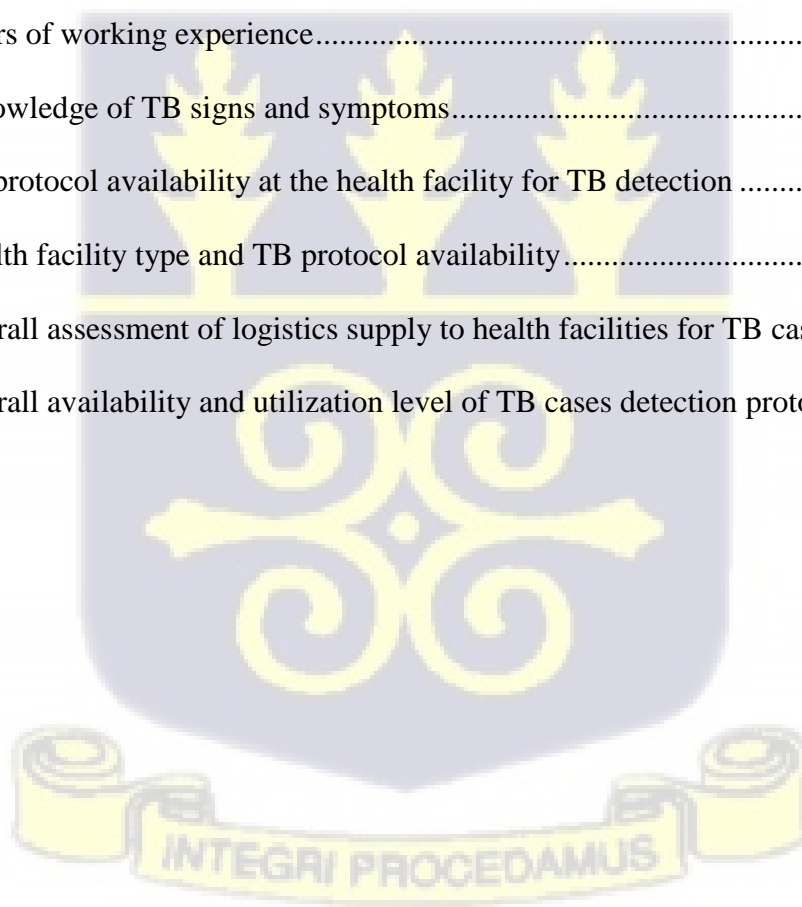 rs of working experience................................................................
owledge of TB signs and symptoms...............................................
protocol availability at the health facility for TB detection .........
lth facility type and TB protocol availability..............................
rall assessment of logistics supply to health facilities for TB cas
rall availability and utilization level of TB cases detection proto
INTEGRI PROCEDAMUS